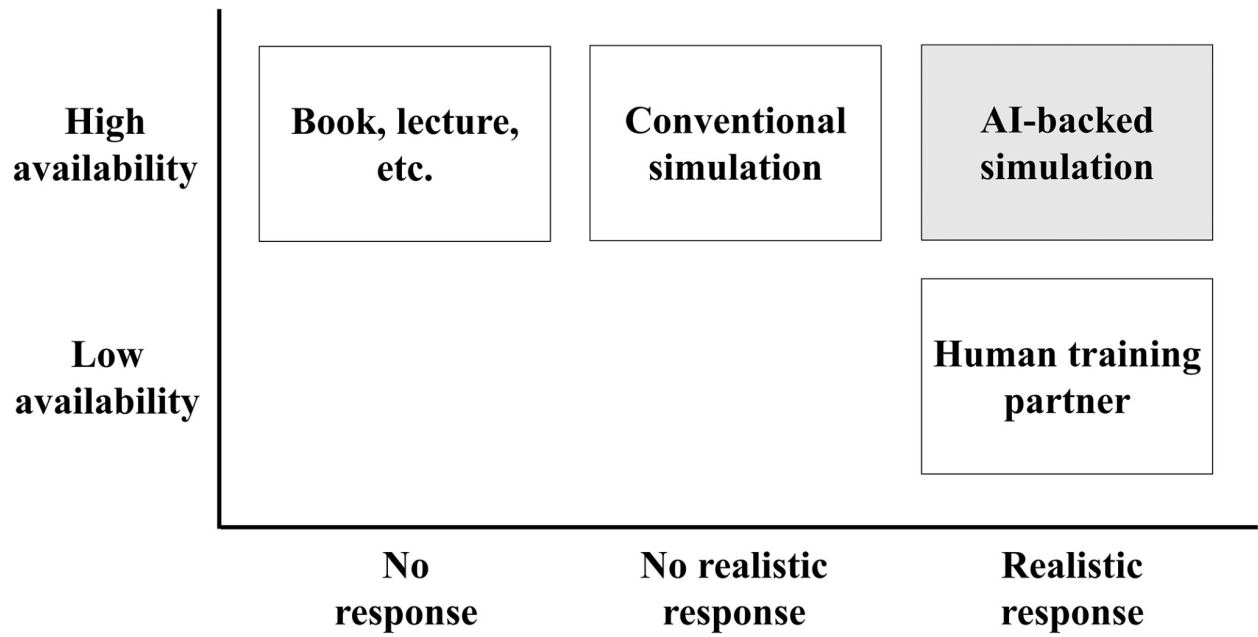 High
availability
Book, lecture,
etc.
Conventional
simulation
AI-backed
simulation
Low
availability
Human training
partner
No
response
No realistic
response
Realistic
response